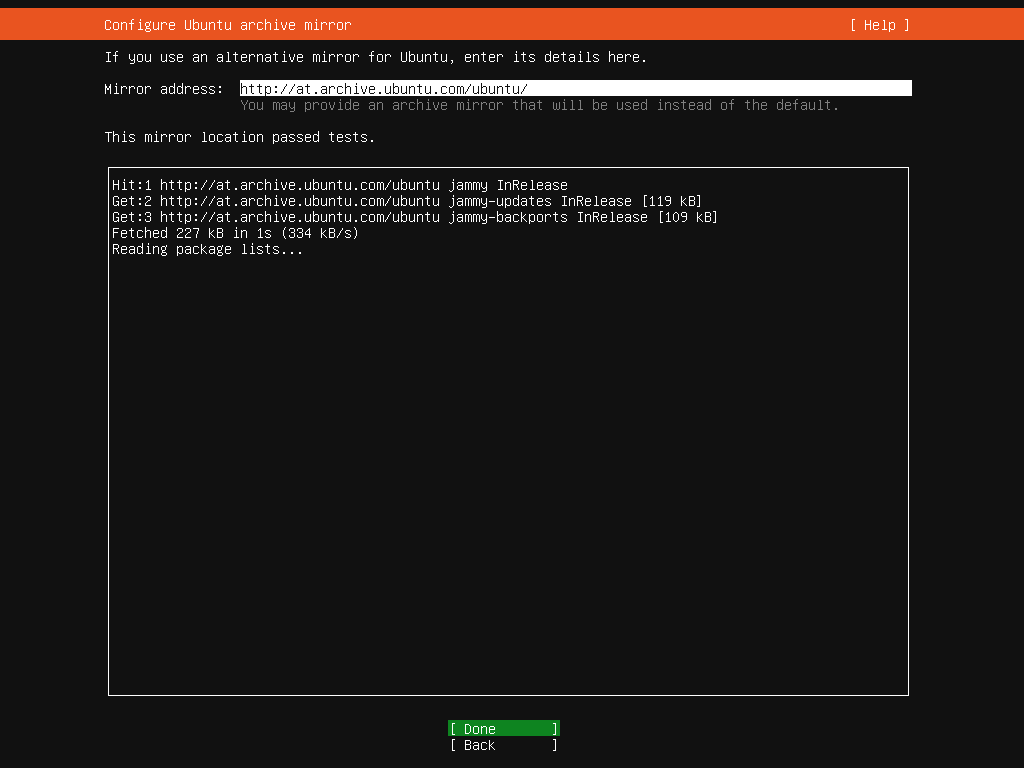 Configure Ubuntu archive mirror [ Help ]
If you use an alternative mirror for Ubuntu, enter its details here.
Mirror address: http://at.archive.ubuntu.com/ubuntu/
You may provide an archive mirror that will be used instead of the default.
This mirror location passed tests.
Hit:1 http://at.archive.ubuntu.com/ubuntu jammy InRelease
Get:2 http://at.archive.ubuntu.com/ubuntu jammy-updates InRelease [119 kB]
Get:3 http://at.archive.ubuntu.com/ubuntu jammy-backports InRelease [109 kB]
Fetched 227 kB in 1s (334 kB/s)
Reading package lists...
[ Done ]
[ Back ]